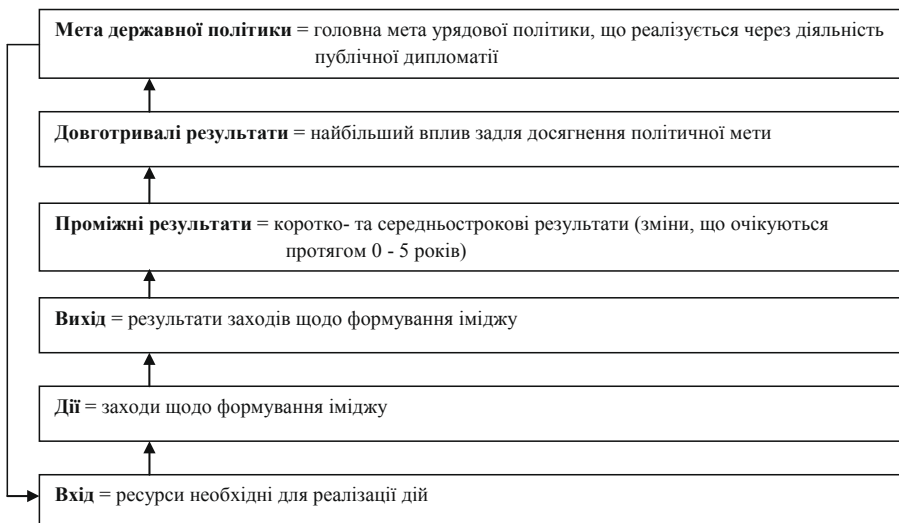 Мета державної політики = головна мета урядової політики, що реалізується через діяльність
публічної дипломатії
Довготривалі результати = найбільший вплив задля досягнення політичної мети
Проміжні результати = коротко- та середньострокові результати (зміни, що очікуються
протягом 0 - 5 років)
Вихід = результати заходів щодо формування іміджу
Дії = заходи щодо формування іміджу
Вхід = ресурси необхідні для реалізації дій